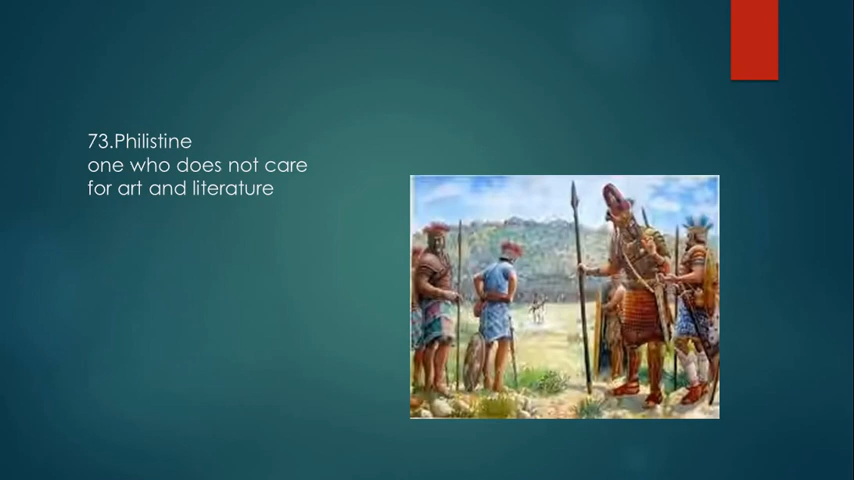 73.Philistine
one who does not care
for art and literature